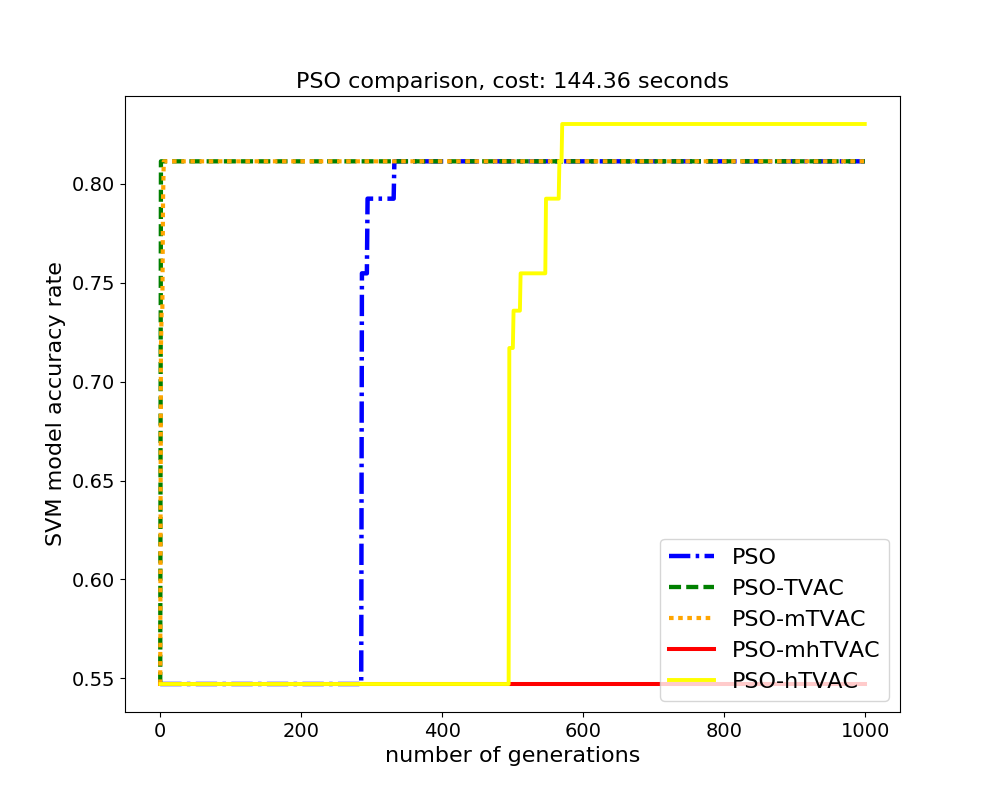 PSO comparison, cost: 144.36 seconds
SVM model accuracy rate
0.80
0.75
0.70
0.65
0.60
0.55
PSO
PSO-TVAC
PSO-mTVAC
PSO-mhTVAC
PSO-hTVAC
0 200 400 600 800 1000
number of generations